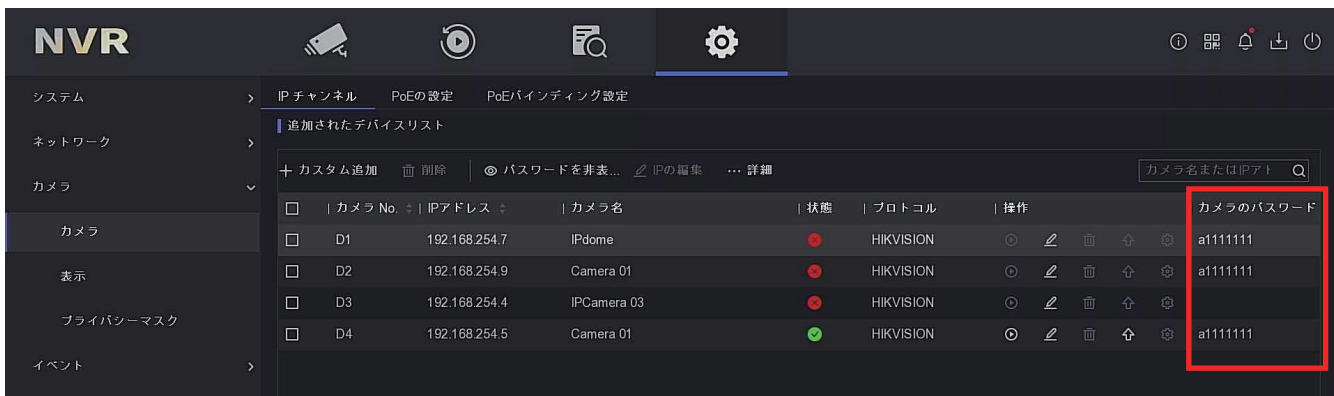 NVR
システム
ネットワーク
カメラ
カメラ
表示
プライバシーマスク
イベント
IPチャンネル PoEの設定 PoEバインディング設定
追加されたデバイスリスト
+ カスタム追加 削除 パスワードを非表... IPの編集 ... 詳細 カメラ名またはIPアド
カメラ No. IPアドレス カメラ名 状態 プロトコル 操作 カメラのパスワード
D1 192.168.254.7 IPdome HIKVISION a1111111
D2 192.168.254.9 Camera 01 HIKVISION a1111111
D3 192.168.254.4 IPCamera 03 HIKVISION
D4 192.168.254.5 Camera 01 HIKVISION a1111111